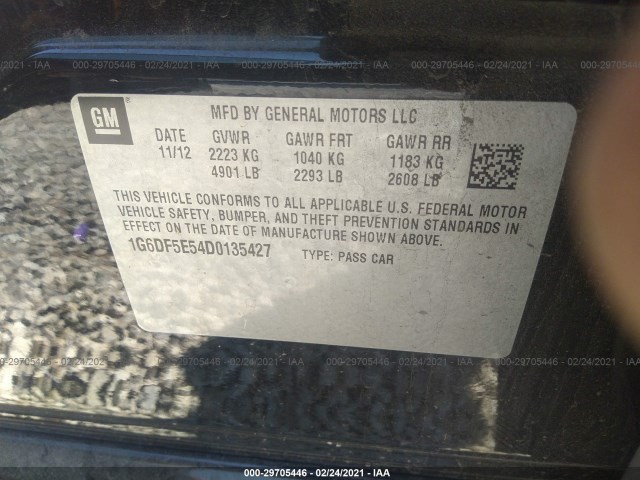 000-29705446 - 02/24/2021 - IAA
GM
MFD BY GENERAL MOTORS LLC
DATE GVWR GAWR FRT GAWR RR
11/12 2223 KG 1040 KG 1183 KG
4901 LB 2293 LB 2608 LB
THIS VEHICLE CONFORMS TO ALL APPLICABLE U.S. FEDERAL MOTOR
VEHICLE SAFETY, BUMPER, AND THEFT PREVENTION STANDARDS IN
EFFECT ON THE DATE OF MANUFACTURE SHOWN ABOVE.
1G6DF5E54D0135427 TYPE: PASS CAR
000-29705446 - 02/24/2021 - IAA